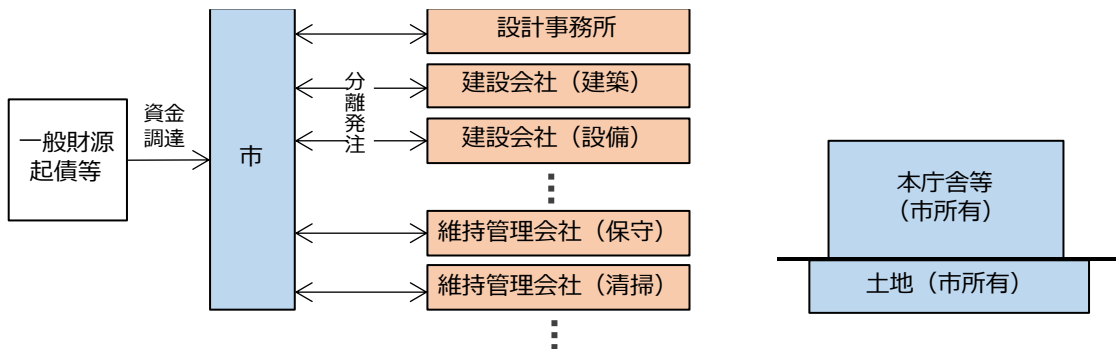 一般財源
起債等
資金
調達
市
分離発注
設計事務所
建設会社（建築）
建設会社（設備）
維持管理会社（保守）
維持管理会社（清掃）
本庁舎等
（市所有）
土地（市所有）